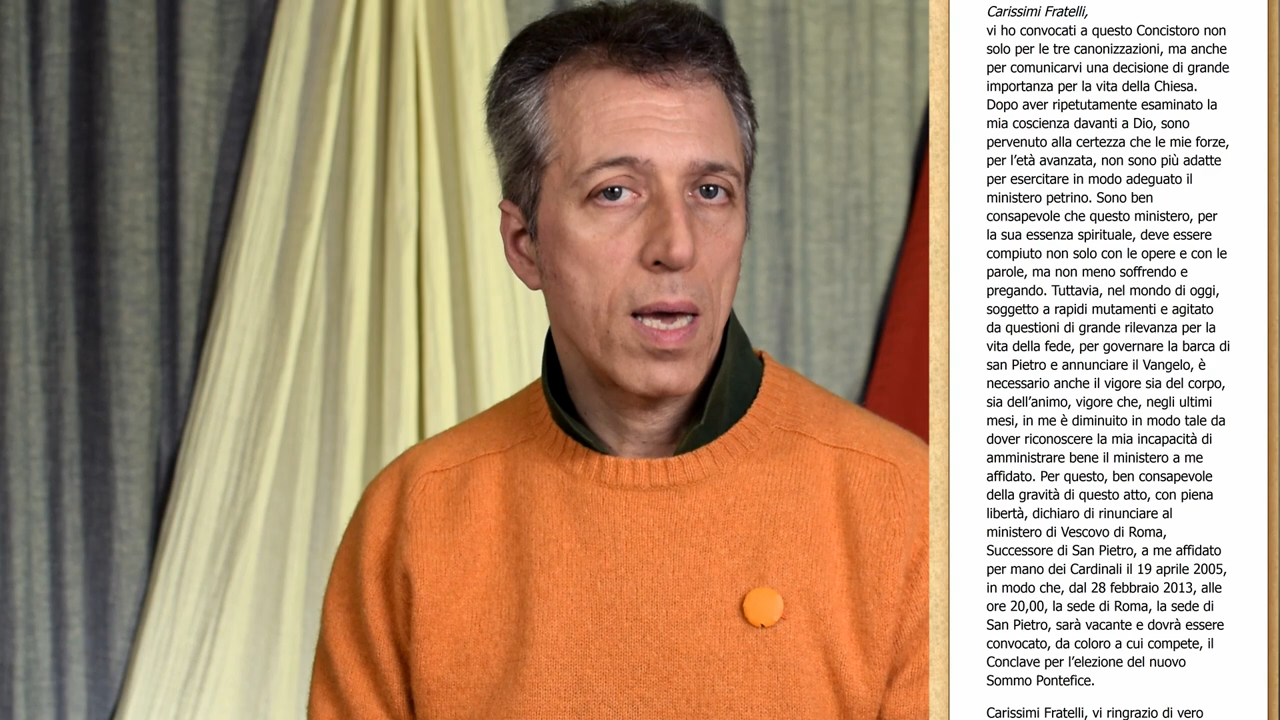 Carissimi Fratelli,
vi ho convocati a questo Concistoro non
solo per le tre canonizzazioni, ma anche
per comunicarvi una decisione di grande
importanza per la vita della Chiesa.
Dopo aver ripetutamente esaminato la
mia coscienza davanti a Dio, sono
pervenuto alla certezza che le mie forze,
per l’età avanzata, non sono più adatte
per esercitare in modo adeguato il
ministero petrino. Sono ben
consapevole che questo ministero, per
la sua essenza spirituale, deve essere
compiuto non solo con le opere e con le
parole, ma non meno soffrendo e
pregando. Tuttavia, nel mondo di oggi,
soggetto a rapidi mutamenti e agitato
da questioni di grande rilevanza per la
vita della fede, per governare la barca di
san Pietro e annunciare il Vangelo, è
necessario anche il vigore sia del corpo,
sia dell’animo, vigore che, negli ultimi
mesi, in me è diminuito in modo tale da
dover riconoscere la mia incapacità di
amministrare bene il ministero a me
affidato. Per questo, ben consapevole
della gravità di questo atto, con piena
libertà, dichiaro di rinunciare al
ministero di Vescovo di Roma,
Successore di San Pietro, a me affidato
per mano dei Cardinali il 19 aprile 2005,
in modo che, dal 28 febbraio 2013, alle
ore 20,00, la sede di Roma, la sede di
San Pietro, sarà vacante e dovrà essere
convocato, da coloro a cui compete, il
Conclave per l’elezione del nuovo
Sommo Pontefice.
Carissimi Fratelli, vi ringrazio di vero